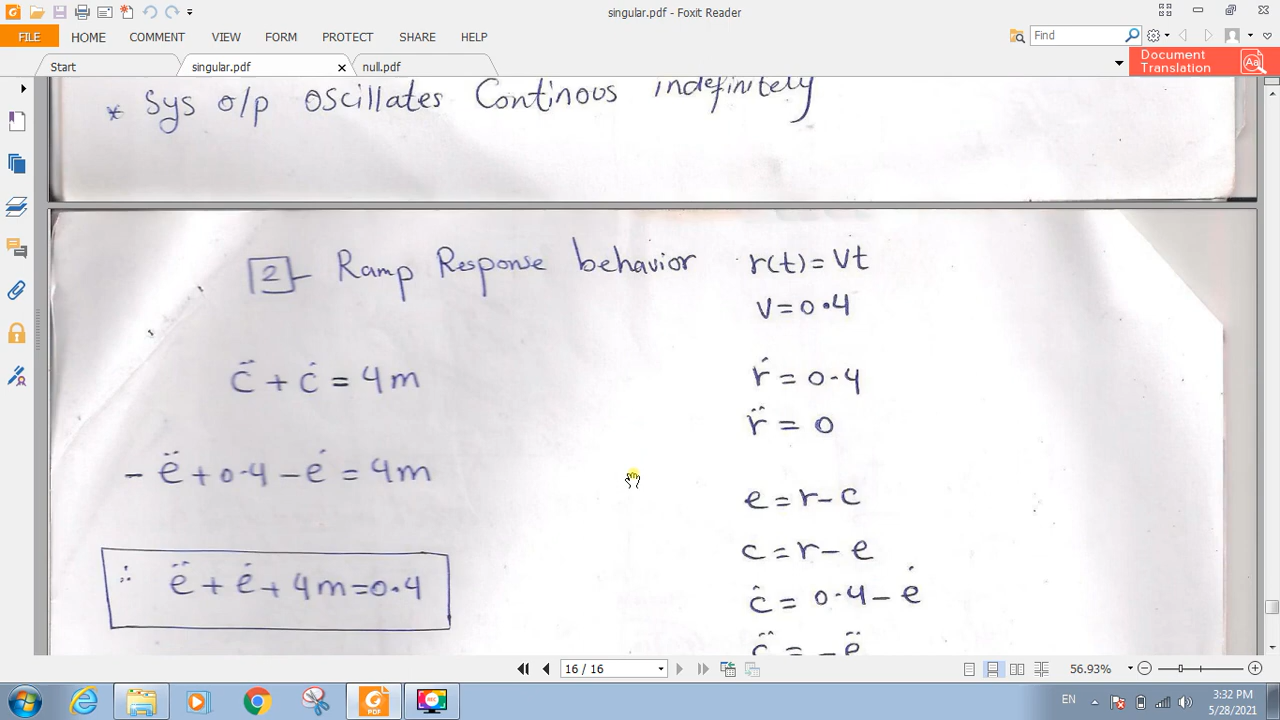 singular.pdf - Foxit Reader
FILE HOME COMMENT VIEW FORM PROTECT SHARE HELP
Find
Document
Translation
Start
singular.pdf
null.pdf
* Sys o/p Oscillates Continous indefinitely
2 - Ramp Response behavior r(t) = Vt
V = 0.4
c̈ + ċ = 4m
ṙ = 0.4
r̈ = 0
- ë + 0.4 - ė = 4m
e = r - c
c = r - e
∴ ë + ė + 4m = 0.4
ċ = 0.4 - ė
c̈ = - ë
16 / 16
56.93%
EN
3:32 PM
5/28/2021